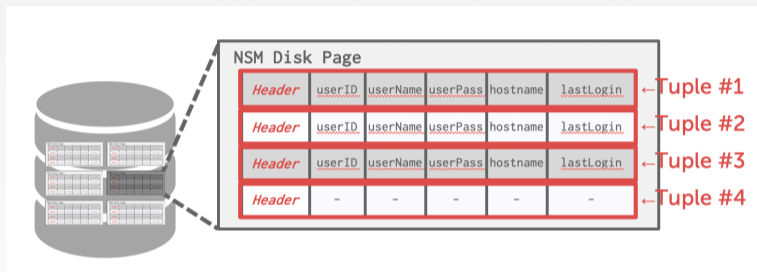 NSM Disk Page
Header userID userName userPass hostname lastLogin ←Tuple #1
Header userID userName userPass hostname lastLogin ←Tuple #2
Header userID userName userPass hostname lastLogin ←Tuple #3
Header - - - - - ←Tuple #4